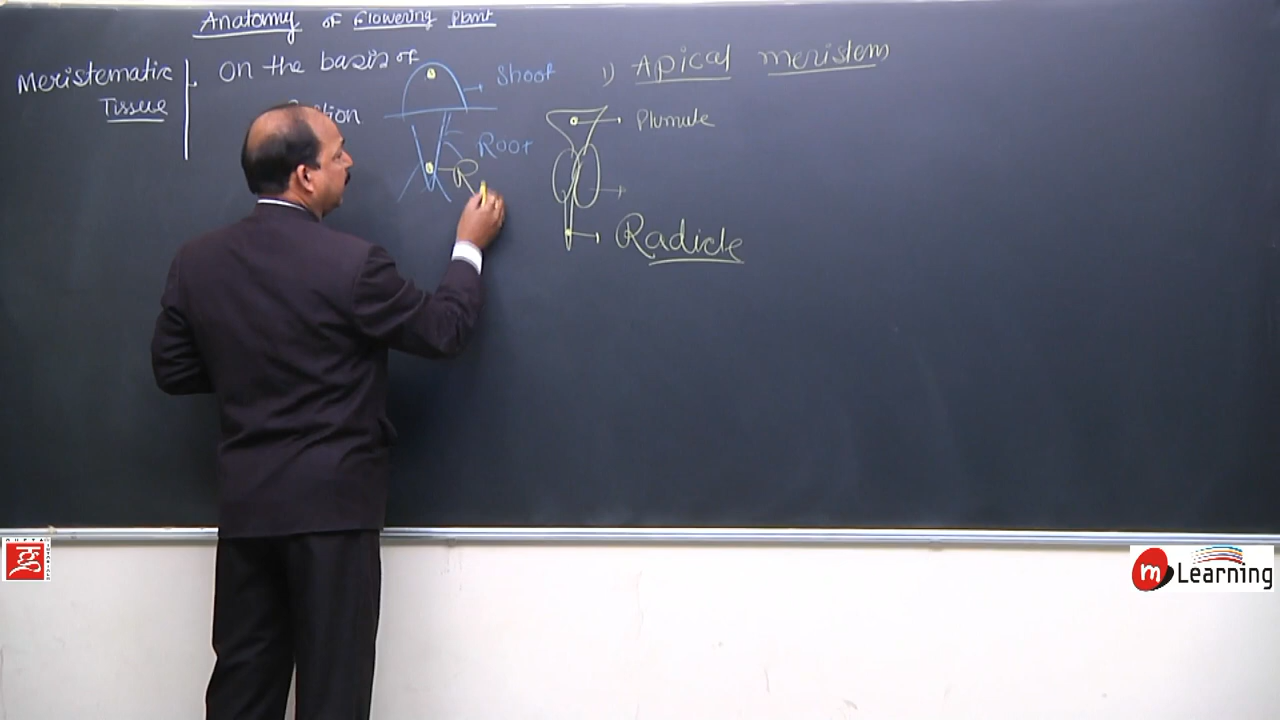 Anatomy of Flowering Plant
Meristematic
Tissue
on the basis of
1) Apical meristem
Shoot
Plumule
Root
R
Radicle
m Learning